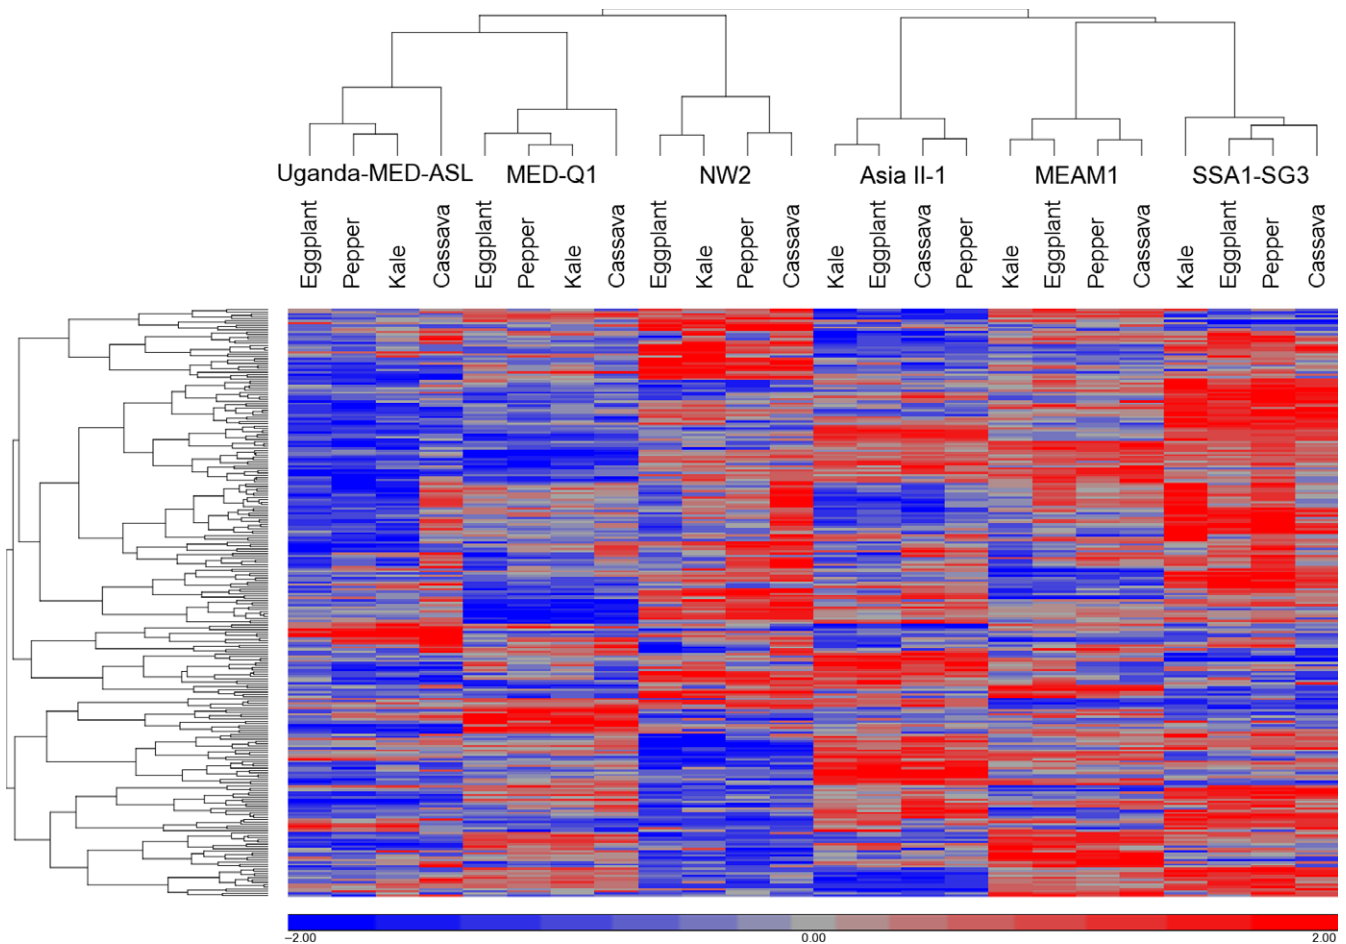 Uganda-MED-ASL MED-Q1 NW2 Asia II-1 MEAM1 SSA1-SG3
Eggplant Pepper Kale Cassava Eggplant Pepper Kale Cassava Eggplant Kale Pepper Cassava Kale Eggplant Cassava Pepper Kale Eggplant Pepper Cassava Kale Eggplant Pepper Cassava
−2.00 0.00 2.00